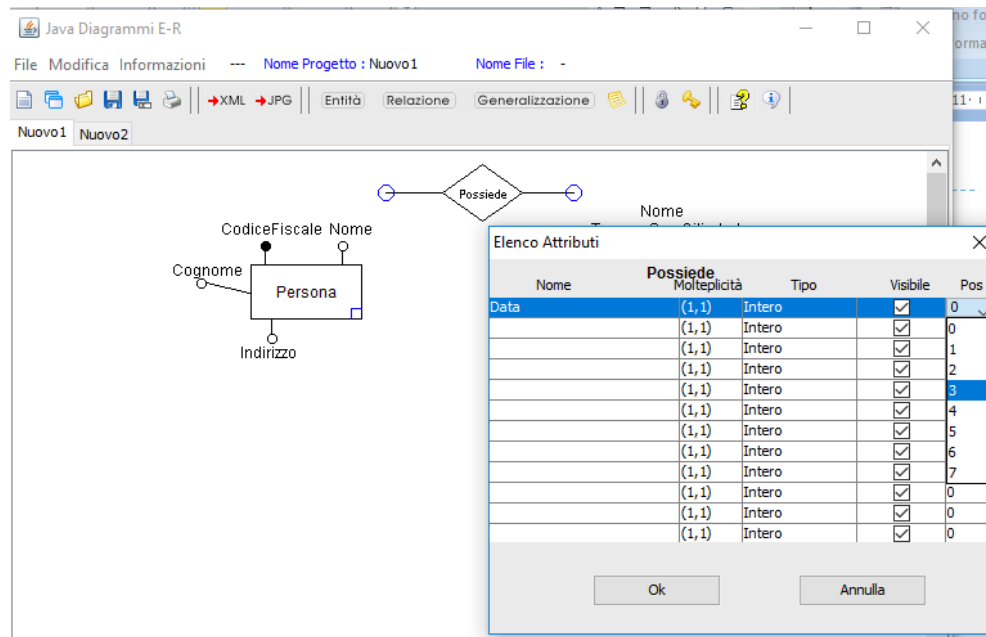 Java Diagrammi E-R
no fo
File Modifica Informazioni --- Nome Progetto : Nuovo1 Nome File : -
orma
XML JPG Entità Relazione Generalizzazione
11
Nuovo1 Nuovo2
Possiede
Nome
CodiceFiscale Nome
Cognome
Persona
Indirizzo
Elenco Attributi
Possiede
Nome Molteplicità Tipo Visibile Pos
Data (1,1) Intero 0
(1,1) Intero 0
(1,1) Intero 1
(1,1) Intero 2
(1,1) Intero 3
(1,1) Intero 4
(1,1) Intero 5
(1,1) Intero 6
(1,1) Intero 7
(1,1) Intero 0
(1,1) Intero 0
(1,1) Intero 0
Ok Annulla